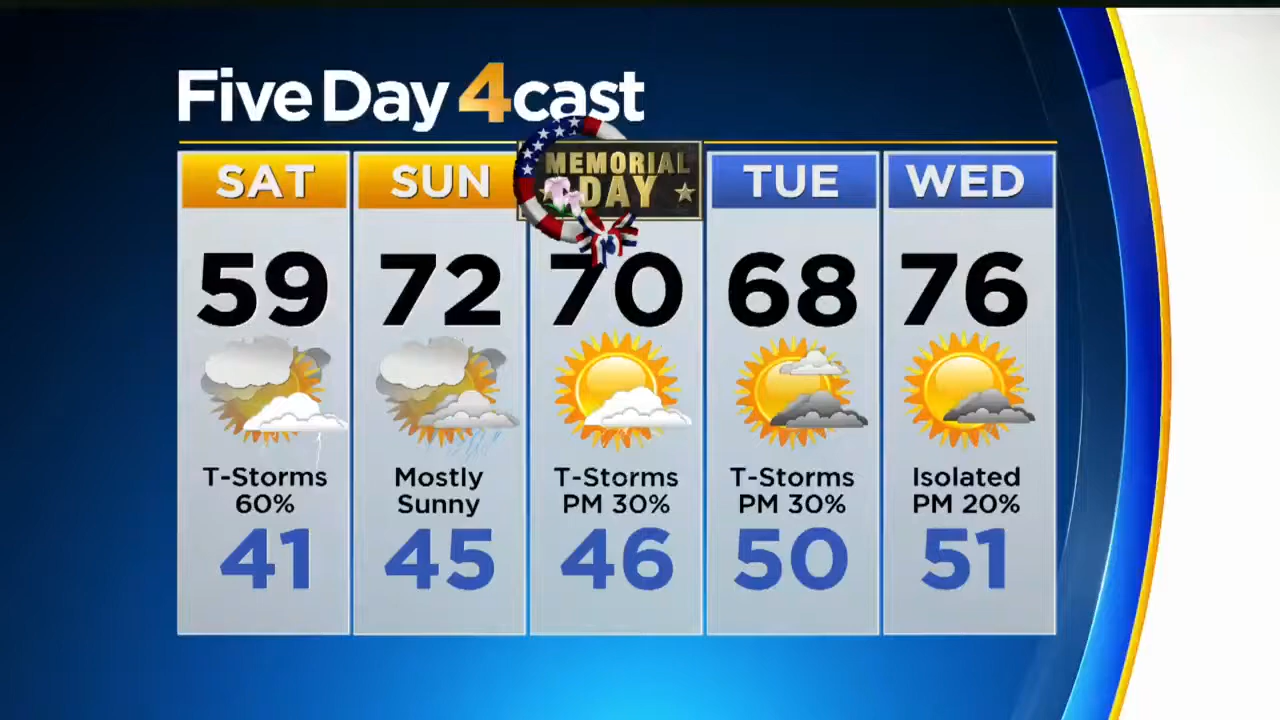 Five Day 4cast
SAT
SUN
MEMORIAL
DAY
TUE
WED
59
72
70
68
76
T-Storms
60%
Mostly
Sunny
T-Storms
PM 30%
T-Storms
PM 30%
Isolated
PM 20%
41
45
46
50
51